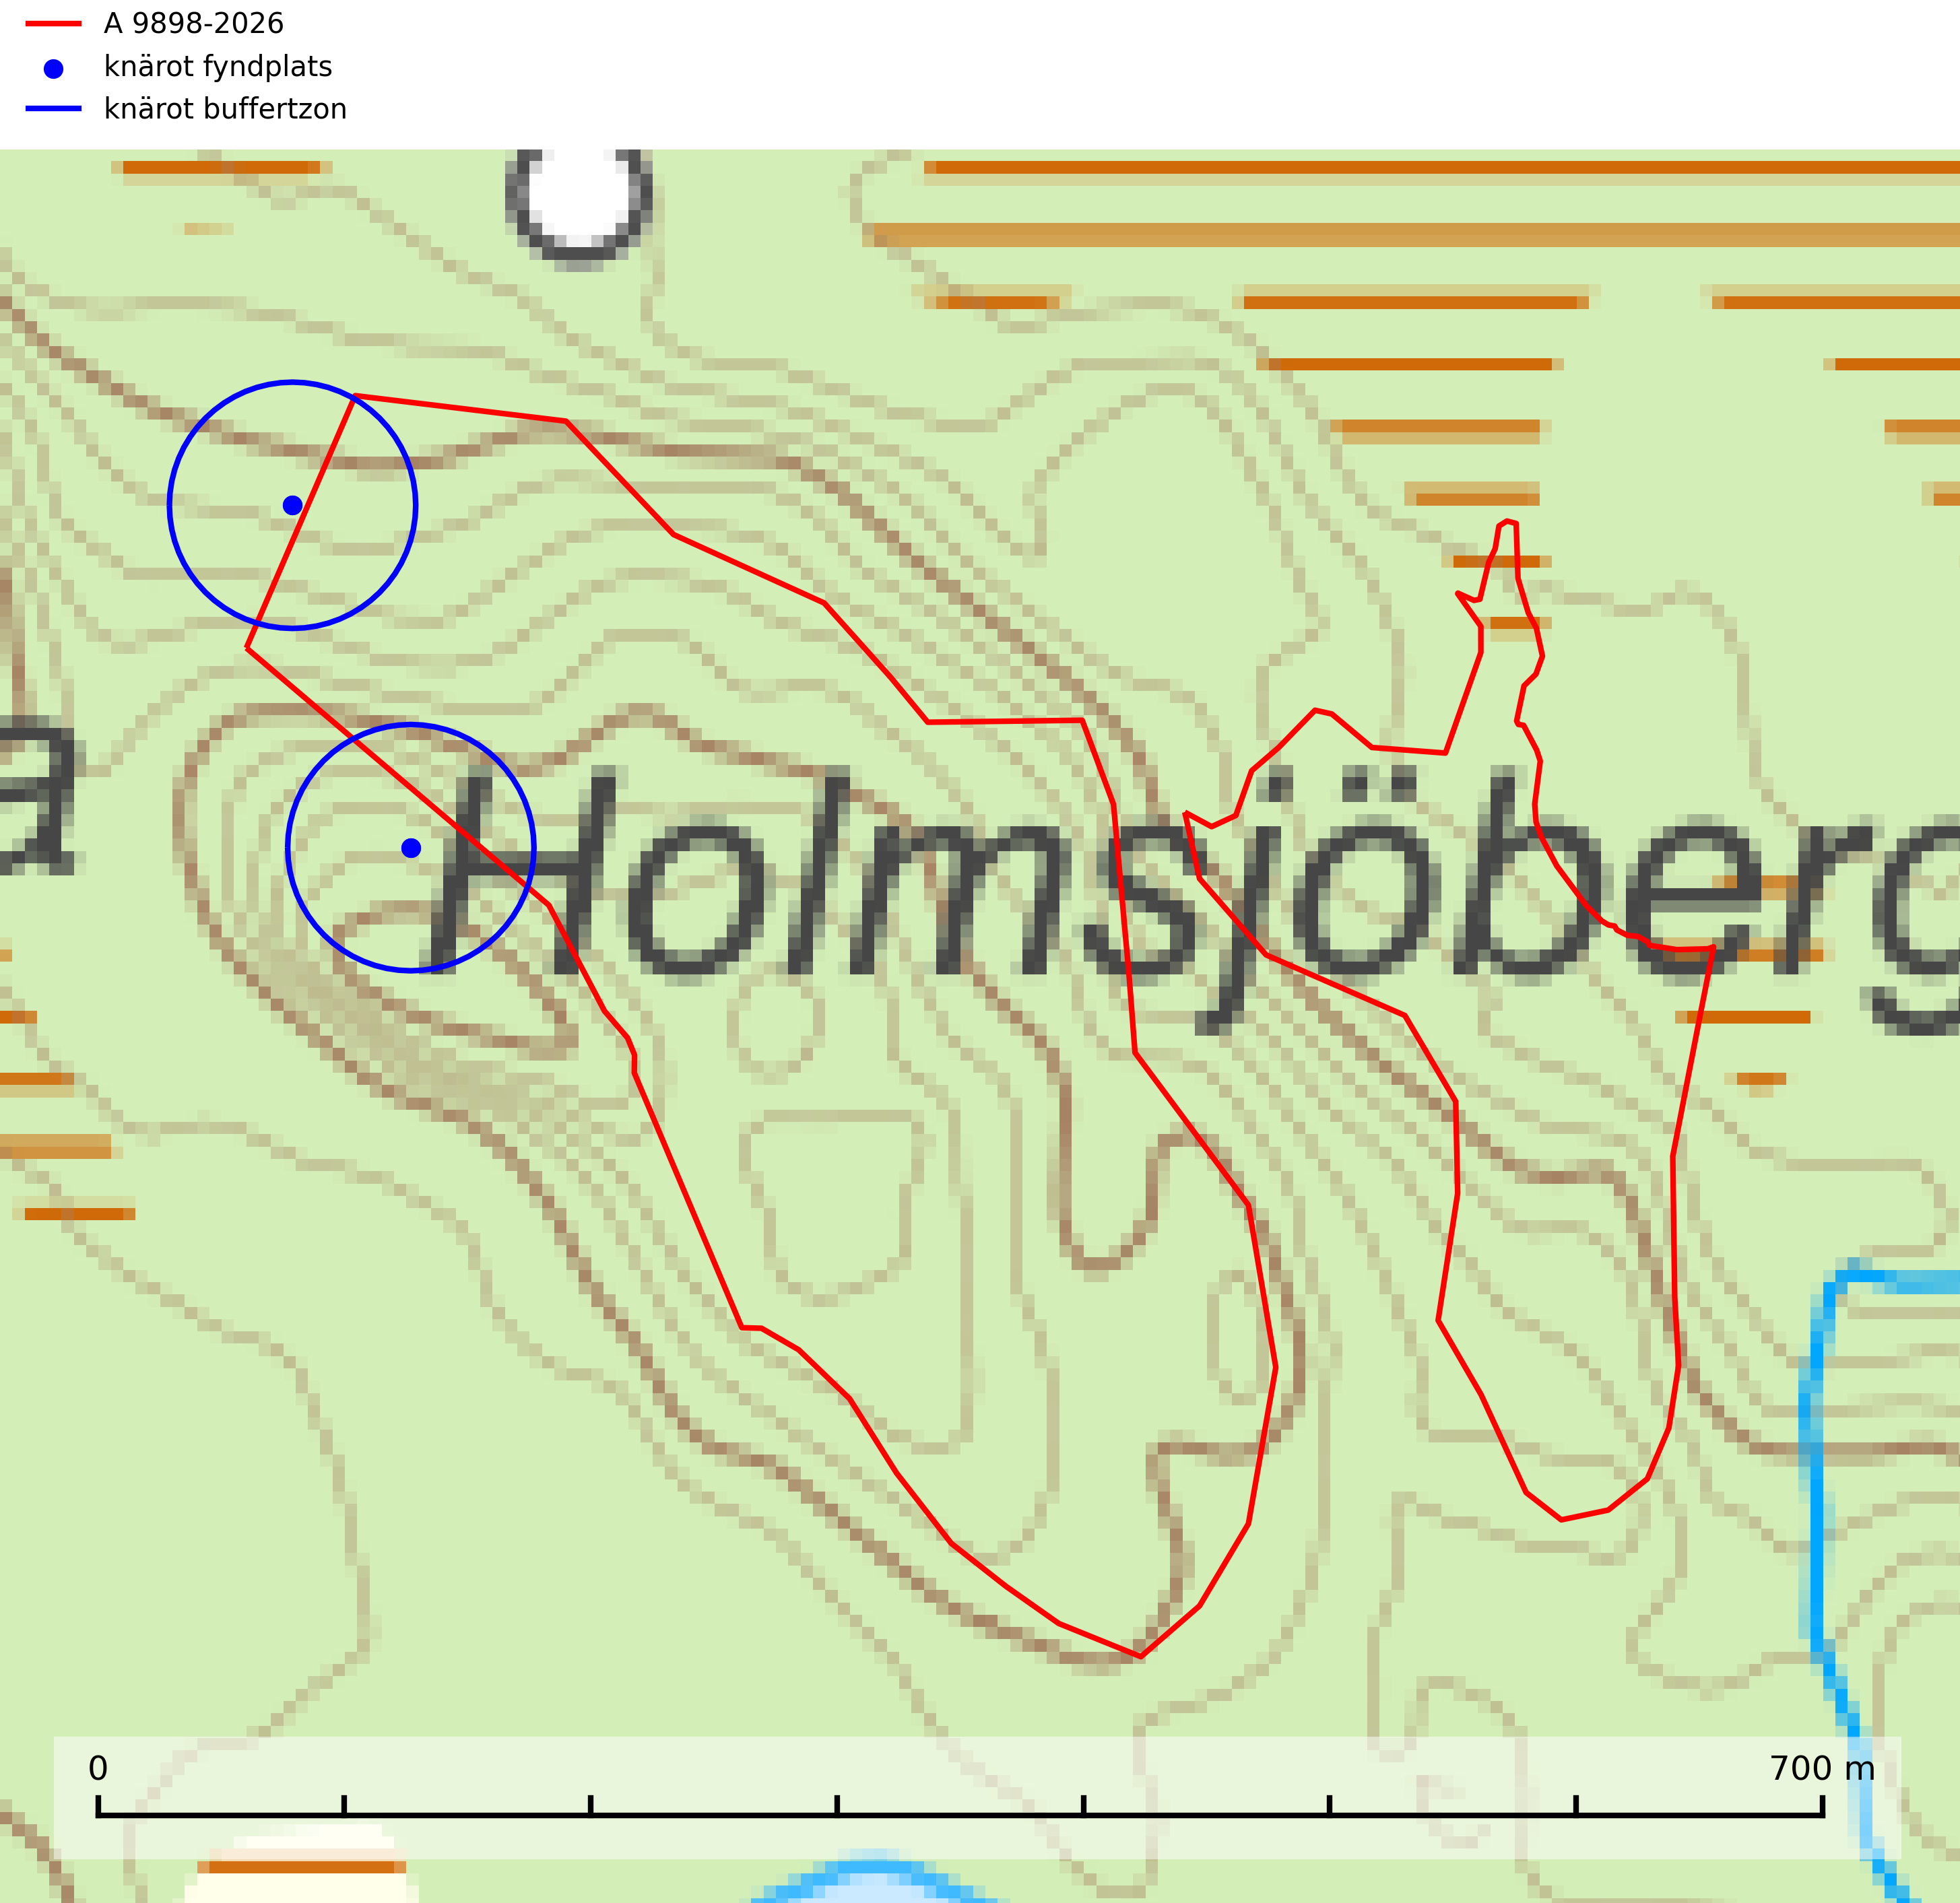 A 9898-2026
knärot fyndplats
knärot buffertzon
a
Holmsjöberg
0
700 m